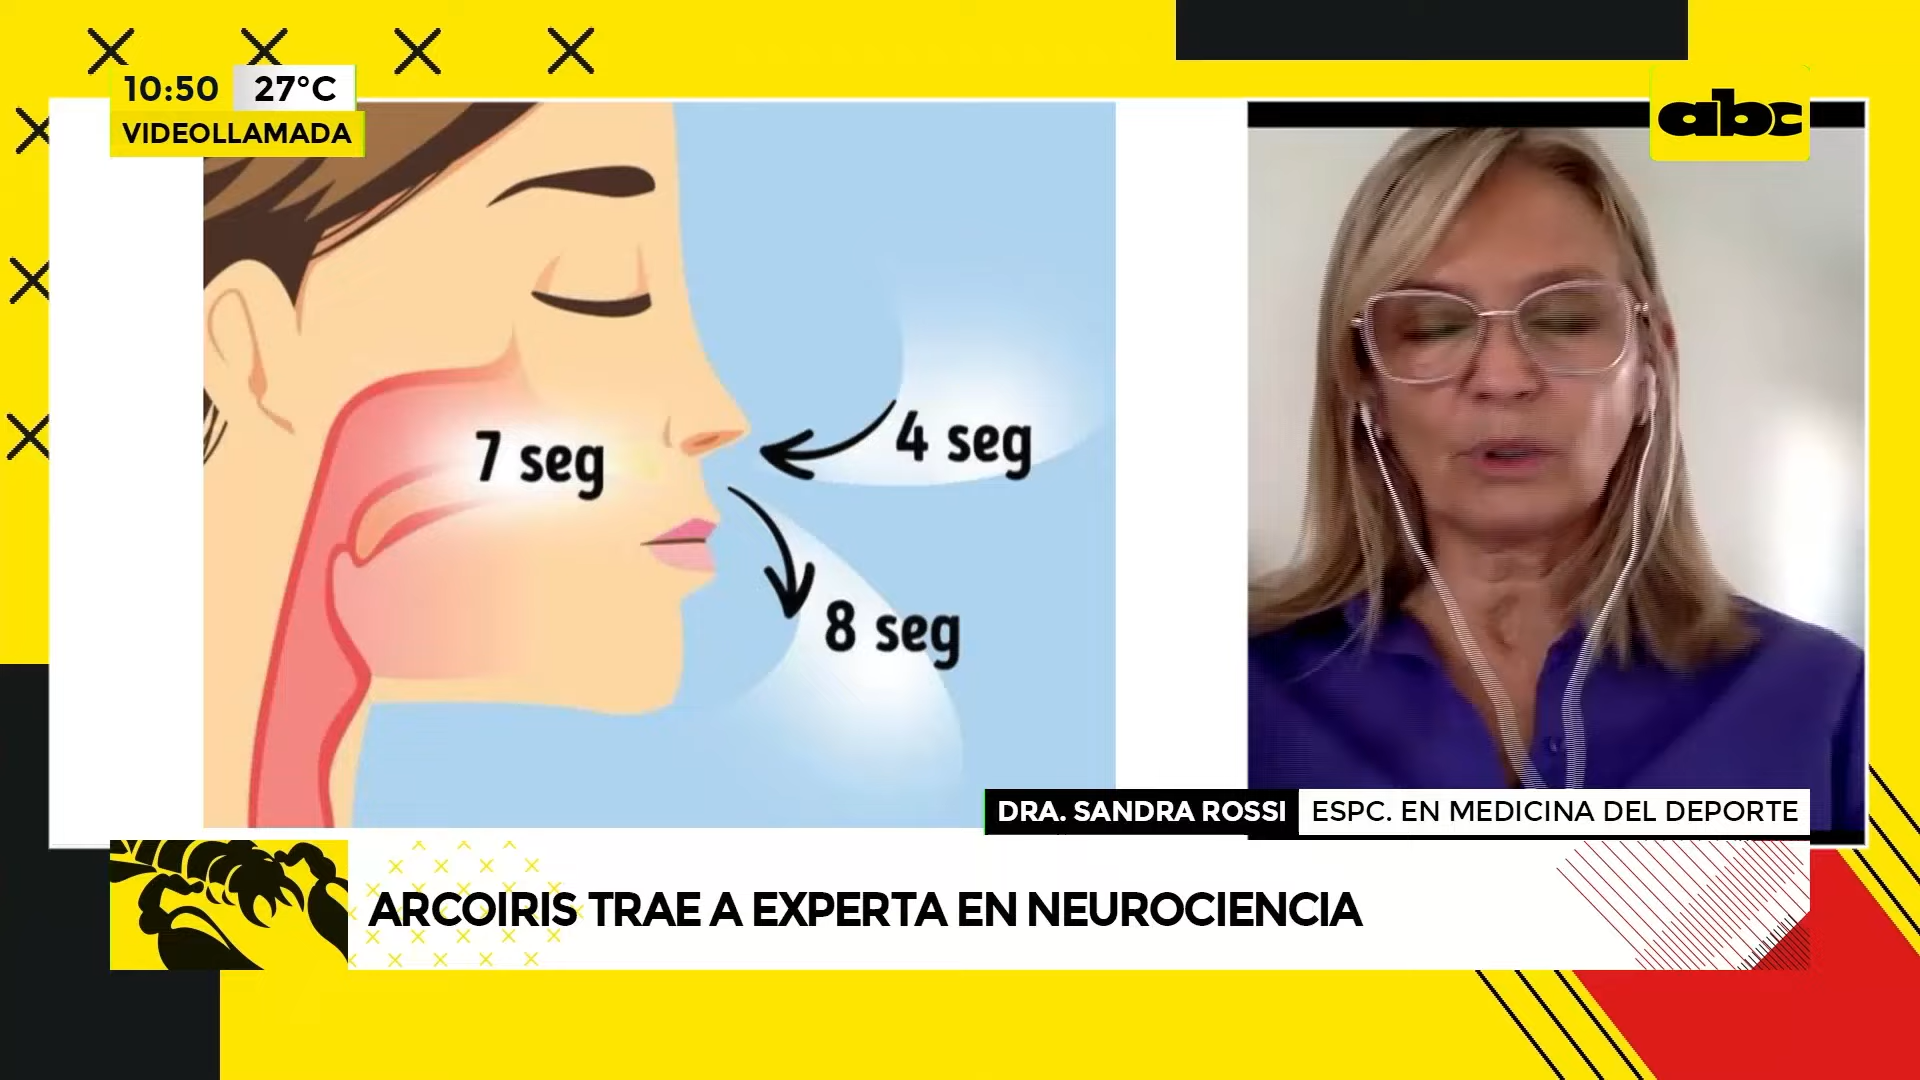 10:50 27°C
VIDEOLLAMADA
abc
7 seg
4 seg
8 seg
DRA. SANDRA ROSSI ESPC. EN MEDICINA DEL DEPORTE
ARCOIRIS TRAE A EXPERTA EN NEUROCIENCIA